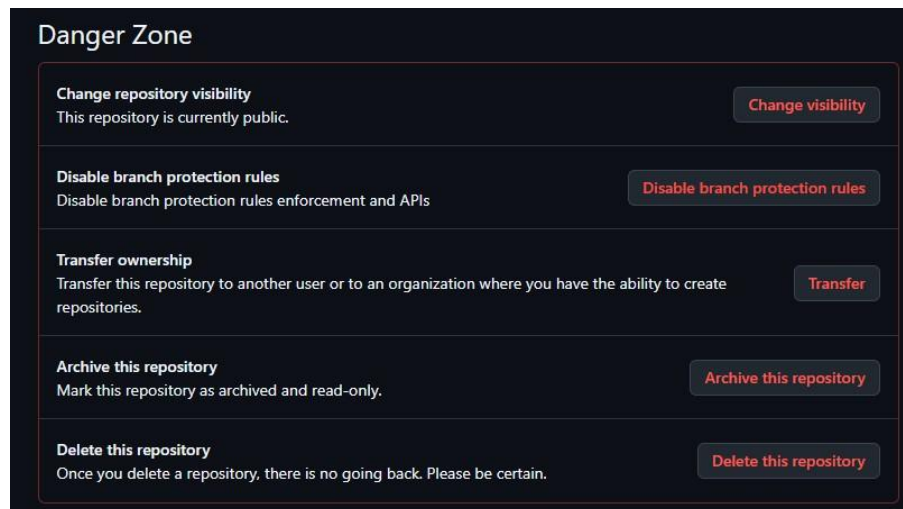 Danger Zone
Change repository visibility
This repository is currently public.
Change visibility
Disable branch protection rules
Disable branch protection rules enforcement and APIs
Disable branch protection rules
Transfer ownership
Transfer this repository to another user or to an organization where you have the ability to create
repositories.
Transfer
Archive this repository
Mark this repository as archived and read-only.
Archive this repository
Delete this repository
Once you delete a repository, there is no going back. Please be certain.
Delete this repository